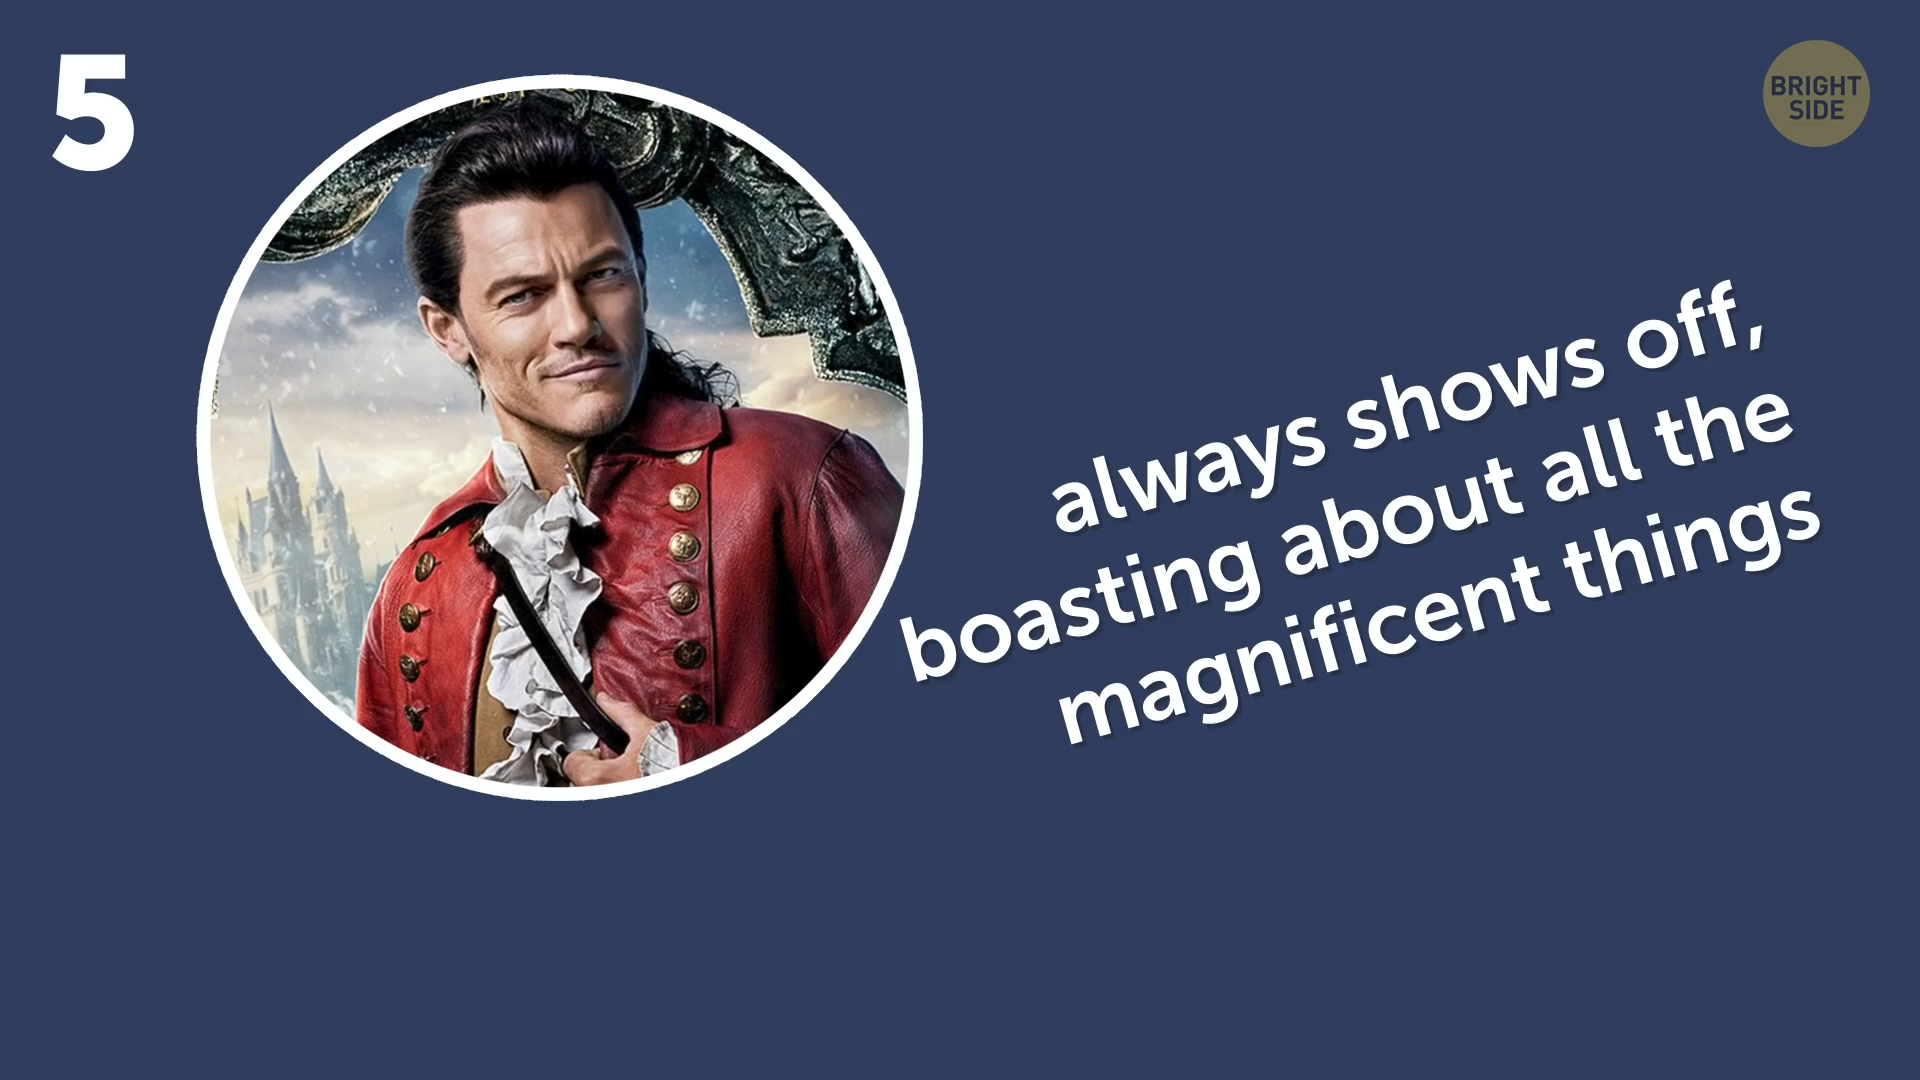 5
BRIGHT
SIDE
always shows off,
boasting about all the
magnificent things